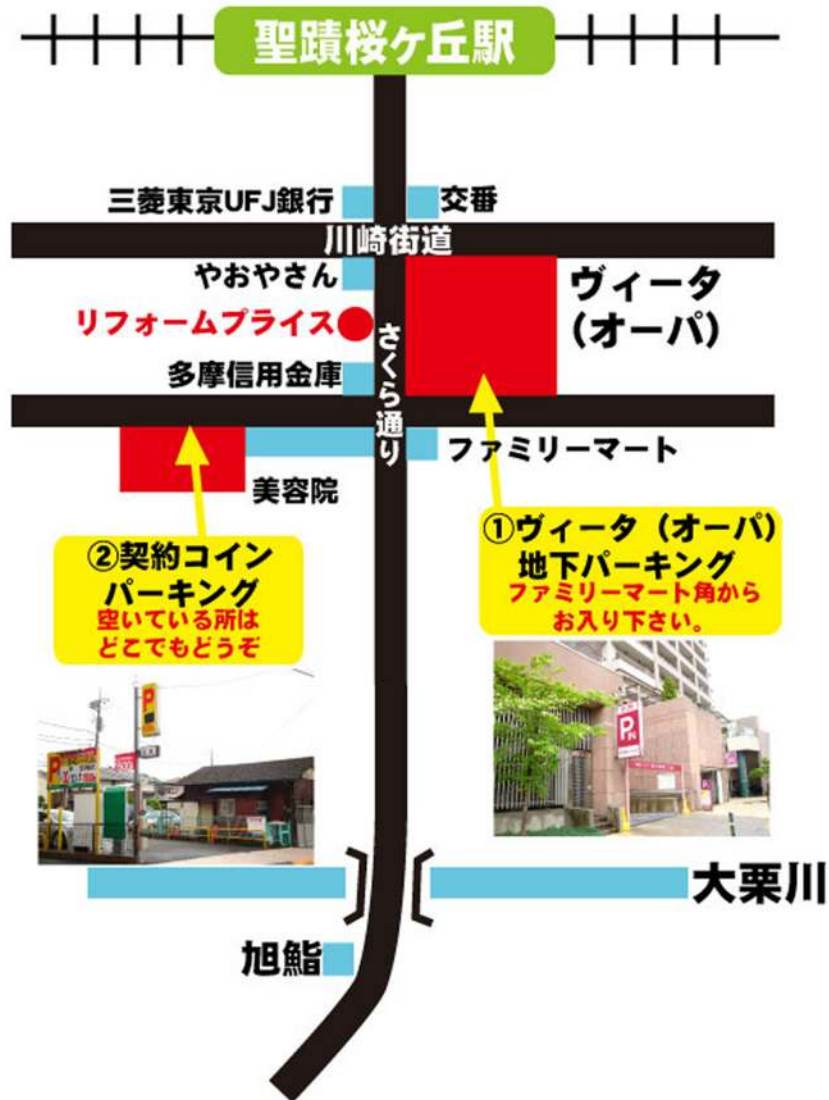 聖蹟桜ヶ丘駅
三菱東京UFJ銀行
交番
川崎街道
やおやさん
ヴィータ
(オーパ)
リフォームプライス
さくら通り
多摩信用金庫
ファミリーマート
美容院
①ヴィータ (オーパ)
地下パーキング
ファミリーマート角から
お入り下さい。
②契約コイン
パーキング
空いている所は
どこでもどうぞ
P
P
P
大栗川
旭鮨